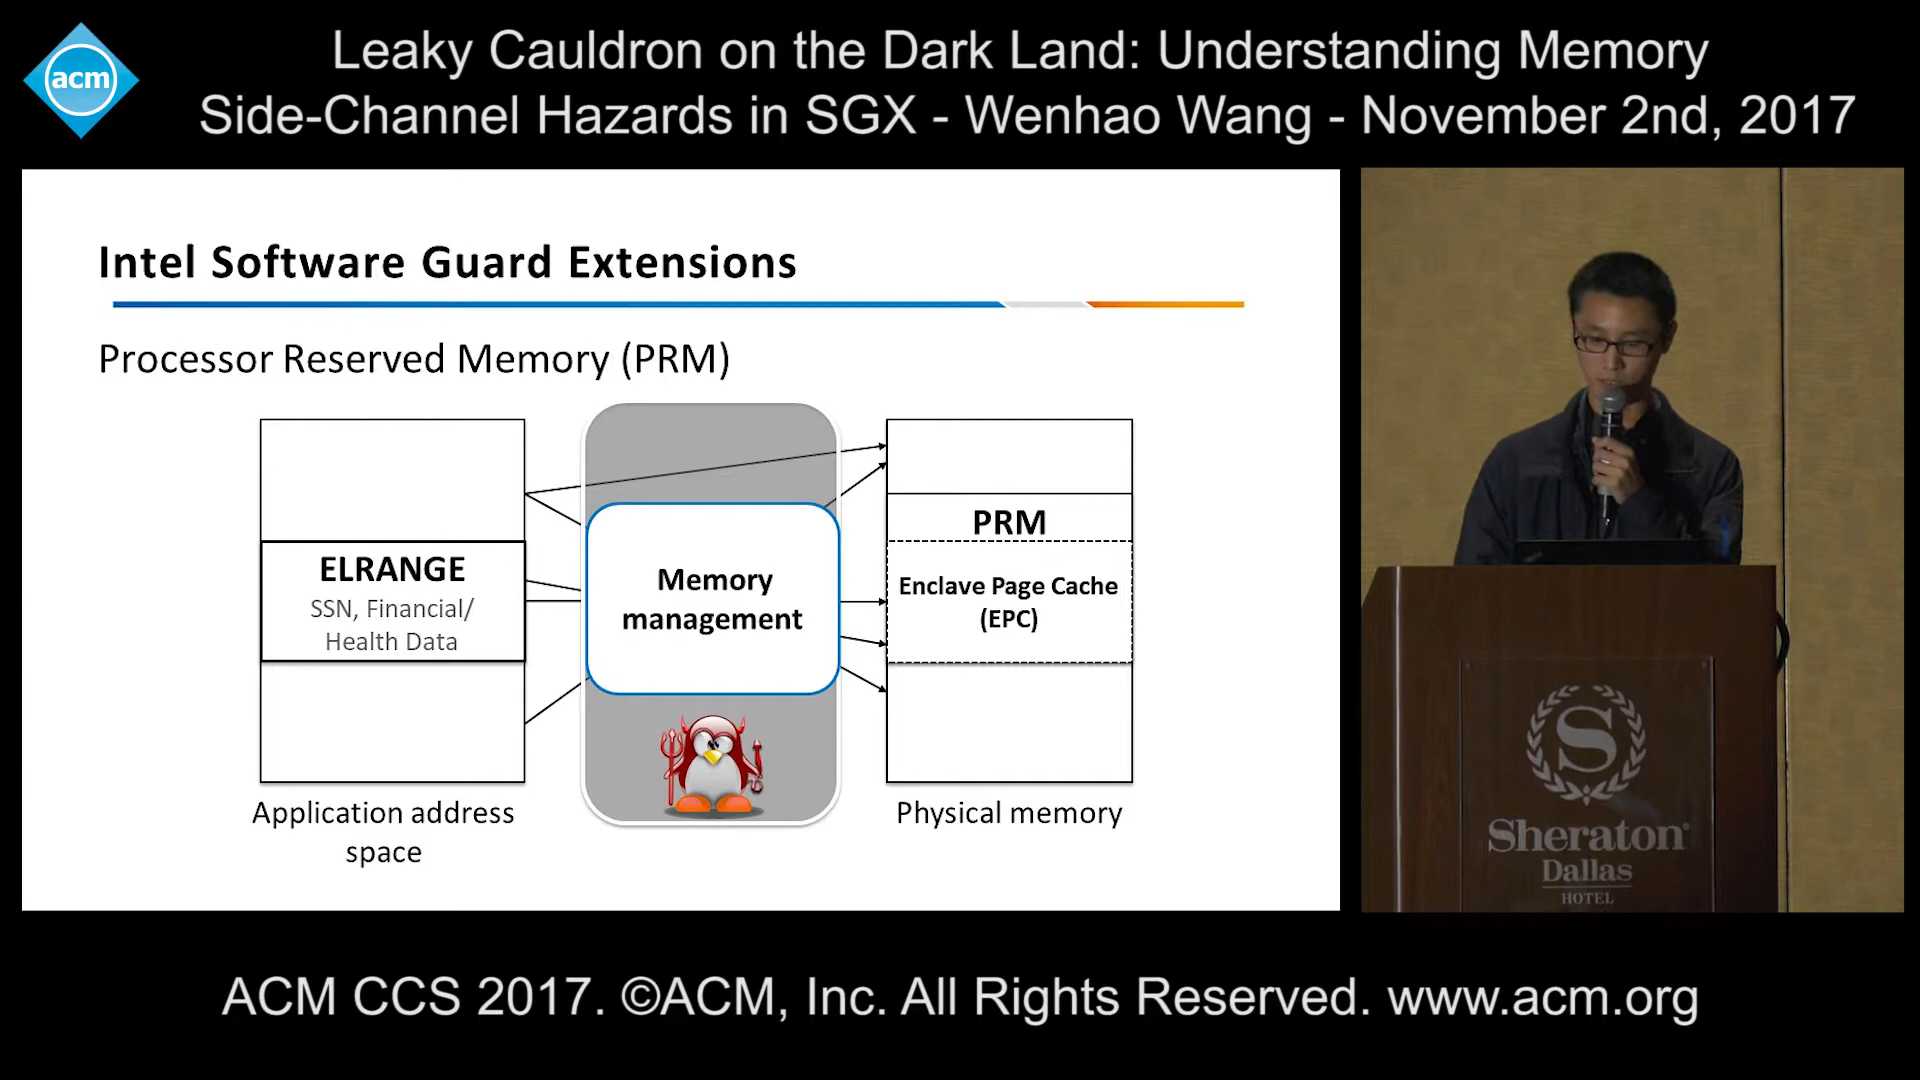 acm
Leaky Cauldron on the Dark Land: Understanding Memory
Side-Channel Hazards in SGX - Wenhao Wang - November 2nd, 2017
Intel Software Guard Extensions
Processor Reserved Memory (PRM)
ELRANGE
SSN, Financial/
Health Data
Application address
space
Memory
management
PRM
Enclave Page Cache
(EPC)
Physical memory
S
Sheraton
Dallas
HOTEL
ACM CCS 2017. ©ACM, Inc. All Rights Reserved. www.acm.org